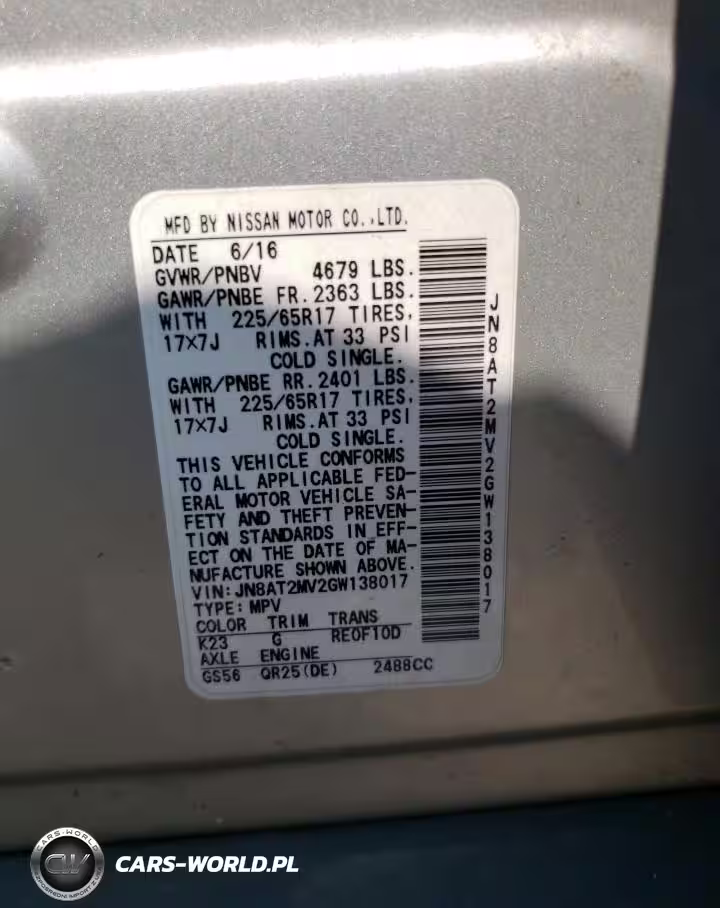 MFD BY NISSAN MOTOR CO.,LTD.
DATE 6/16
GVWR/PNBV 4679 LBS.
GAWR/PNBE FR. 2363 LBS.
WITH 225/65R17 TIRES,
17×7J RIMS. AT 33 PSI
COLD SINGLE.
GAWR/PNBE RR. 2401 LBS.
WITH 225/65R17 TIRES,
17×7J RIMS. AT 33 PSI
COLD SINGLE.
THIS VEHICLE CONFORMS
TO ALL APPLICABLE FED-
ERAL MOTOR VEHICLE SA-
FETY AND THEFT PREVEN-
TION STANDARDS IN EFF-
ECT ON THE DATE OF MA-
NUFACTURE SHOWN ABOVE.
VIN: JN8AT2MV2GW138017
TYPE: MPV
COLOR TRIM TRANS
K23 G RE0F10D
AXLE ENGINE
GS56 QR25(DE) 2488CC
JN8AT2MV2GW138017
CARS-WORLD
CARS-WORLD.PL